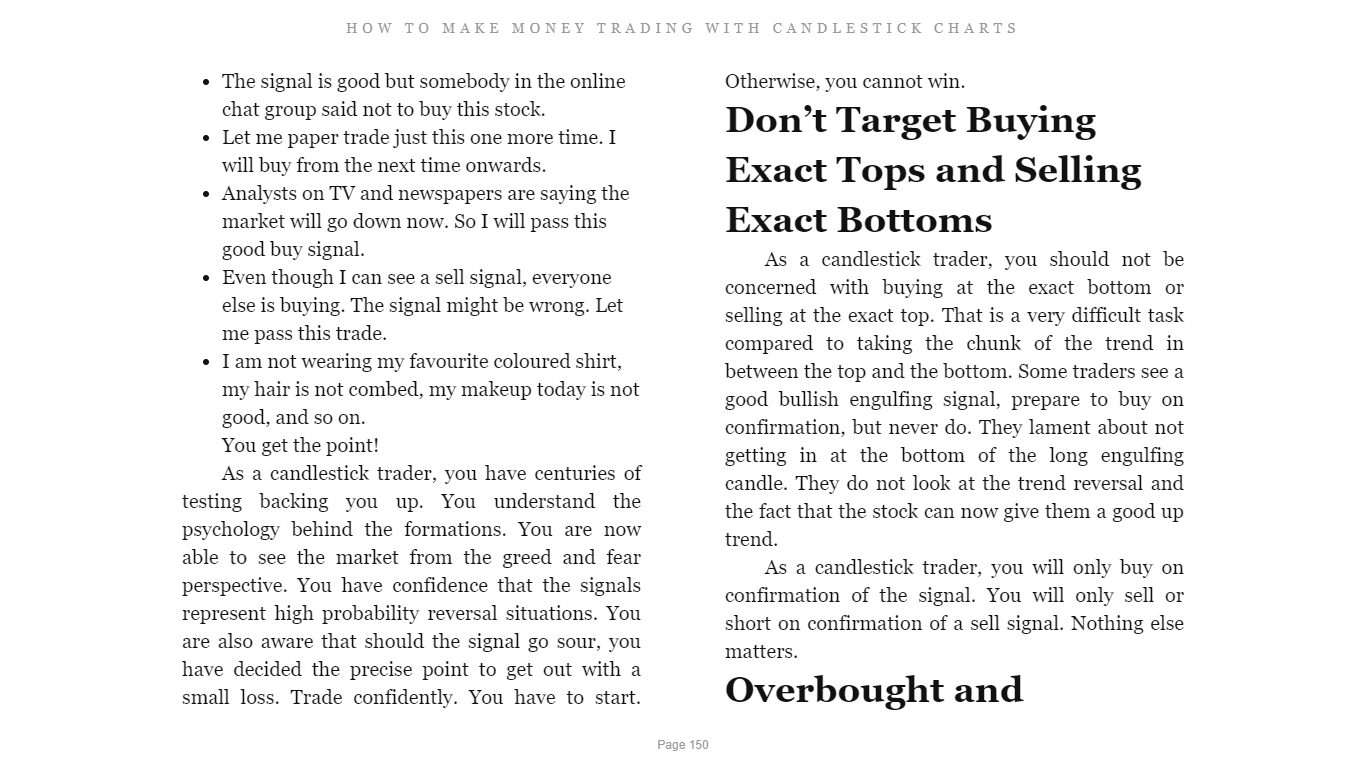 HOW TO MAKE MONEY TRADING WITH CANDLESTICK CHARTS
• The signal is good but somebody in the online
chat group said not to buy this stock.
• Let me paper trade just this one more time. I
will buy from the next time onwards.
• Analysts on TV and newspapers are saying the
market will go down now. So I will pass this
good buy signal.
• Even though I can see a sell signal, everyone
else is buying. The signal might be wrong. Let
me pass this trade.
• I am not wearing my favourite coloured shirt,
my hair is not combed, my makeup today is not
good, and so on.
You get the point!
As a candlestick trader, you have centuries of
testing backing you up. You understand the
psychology behind the formations. You are now
able to see the market from the greed and fear
perspective. You have confidence that the signals
represent high probability reversal situations. You
are also aware that should the signal go sour, you
have decided the precise point to get out with a
small loss. Trade confidently. You have to start.
Otherwise, you cannot win.
Don’t Target Buying
Exact Tops and Selling
Exact Bottoms
As a candlestick trader, you should not be
concerned with buying at the exact bottom or
selling at the exact top. That is a very difficult task
compared to taking the chunk of the trend in
between the top and the bottom. Some traders see a
good bullish engulfing signal, prepare to buy on
confirmation, but never do. They lament about not
getting in at the bottom of the long engulfing
candle. They do not look at the trend reversal and
the fact that the stock can now give them a good up
trend.
As a candlestick trader, you will only buy on
confirmation of the signal. You will only sell or
short on confirmation of a sell signal. Nothing else
matters.
Overbought and
Page 150